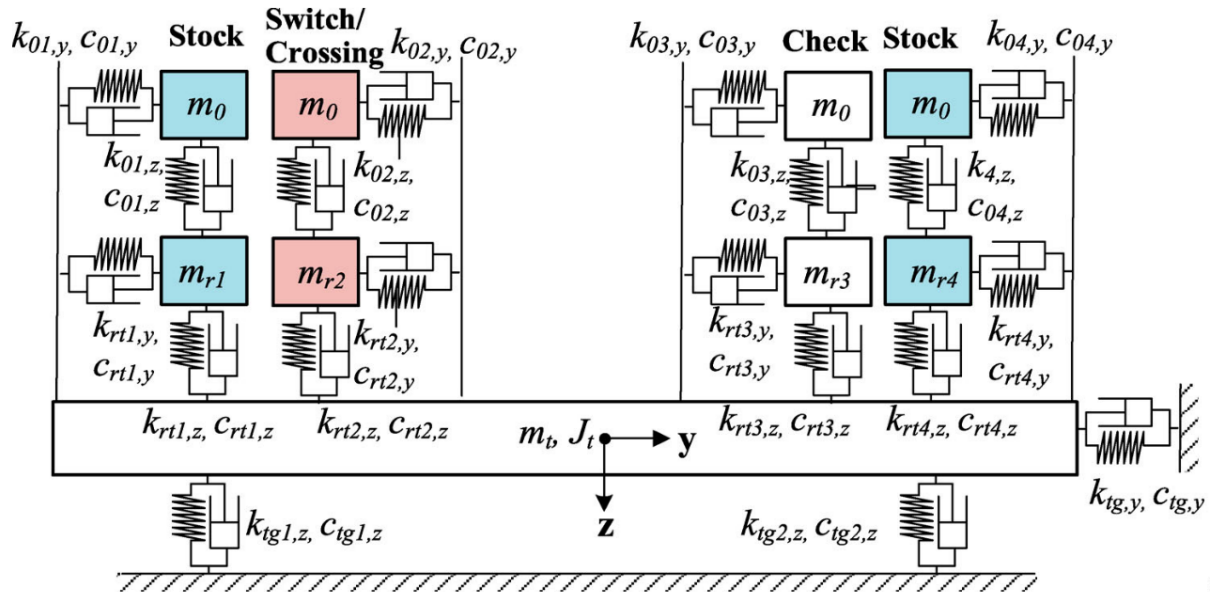 k01,y, c01,y
Stock
Switch/
Crossing
k02,y, c02,y
k03,y, c03,y
Check
Stock
k04,y, c04,y
m0
m0
m0
m0
k01,z,
c01,z
k02,z,
c02,z
k03,z,
c03,z
k4,z,
c04,z
mr1
mr2
mr3
mr4
krt1,y,
crt1,y
krt2,y,
crt2,y
krt3,y,
crt3,y
krt4,y,
crt4,y
krt1,z, crt1,z
krt2,z, crt2,z
krt3,z, crt3,z
krt4,z, crt4,z
mt, Jt
y
z
ktg,y, ctg,y
ktg1,z, ctg1,z
ktg2,z, ctg2,z